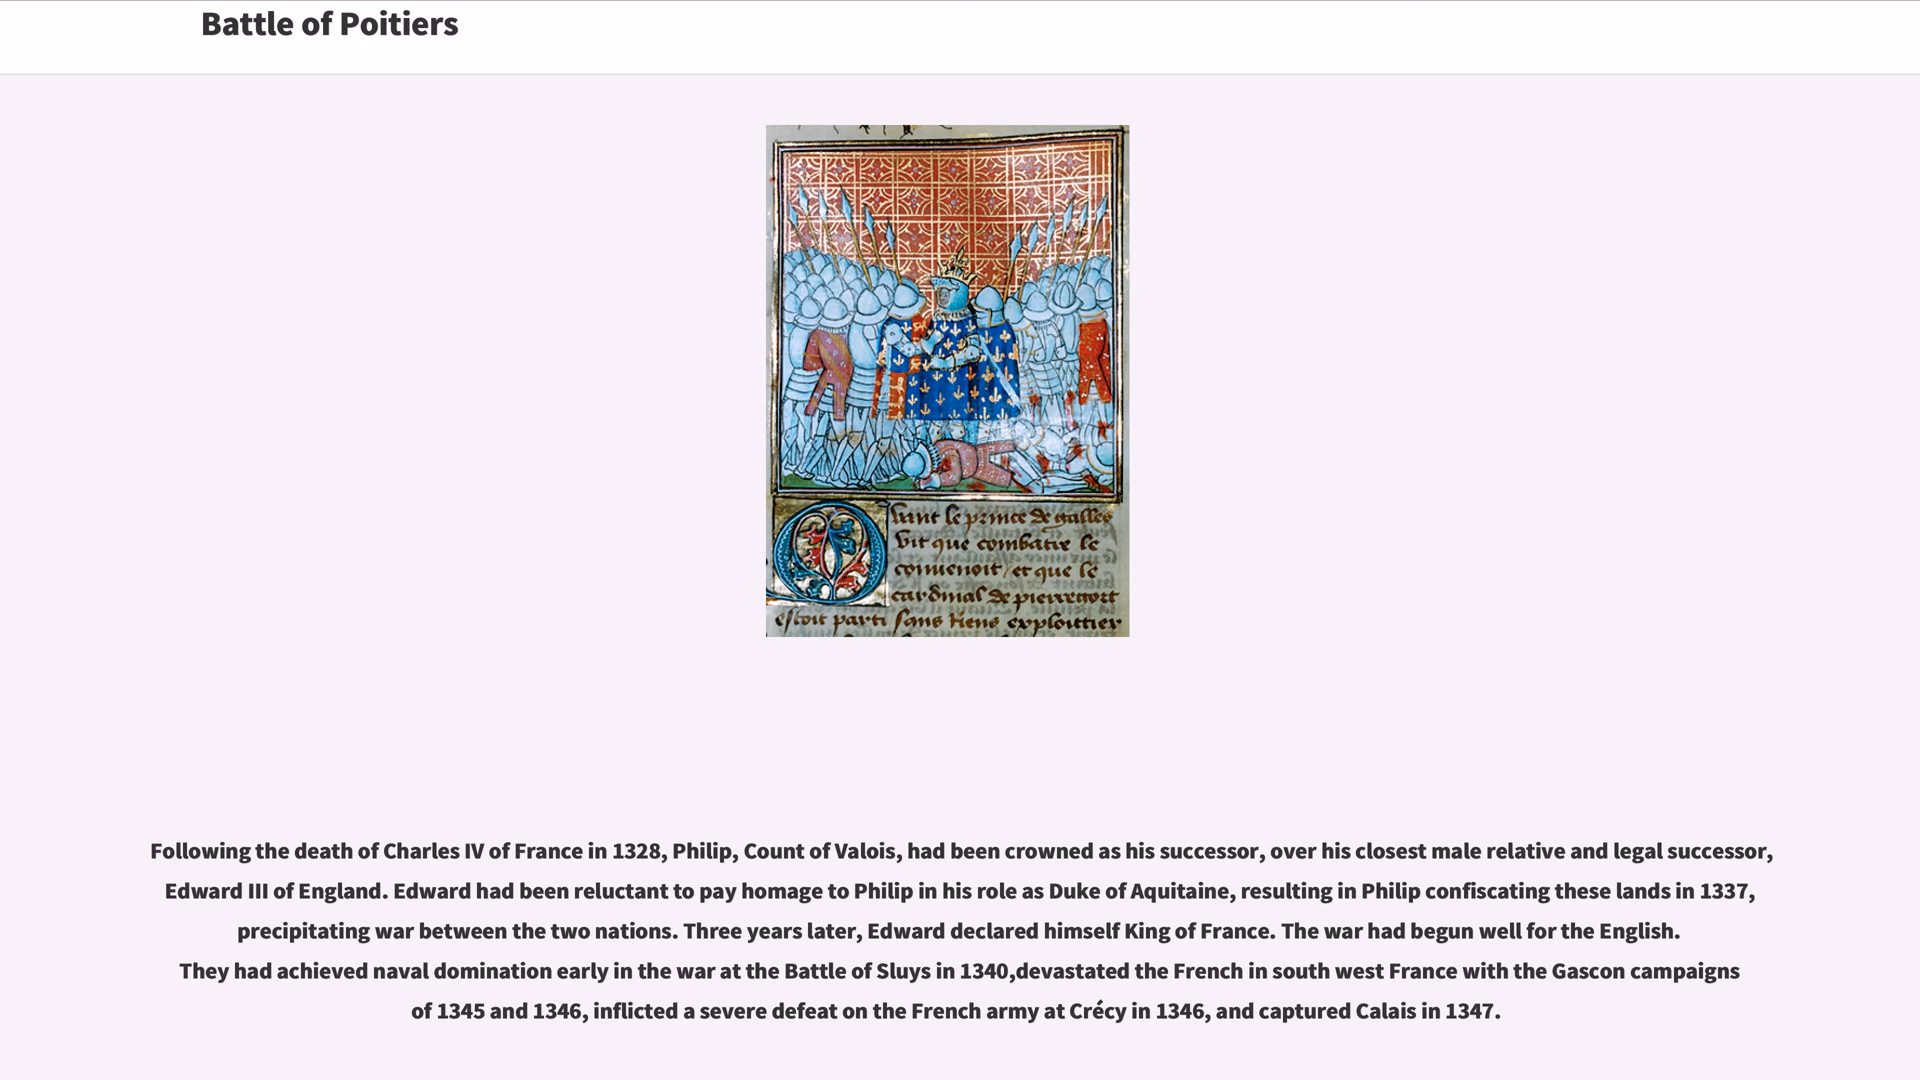 Battle of Poitiers
Quant le prince de galles
vit que combatre le
conuenoit et que le
cardinal de pierregort
estoit parti sans riens exploittier
Following the death of Charles IV of France in 1328, Philip, Count of Valois, had been crowned as his successor, over his closest male relative and legal successor,
Edward III of England. Edward had been reluctant to pay homage to Philip in his role as Duke of Aquitaine, resulting in Philip confiscating these lands in 1337,
precipitating war between the two nations. Three years later, Edward declared himself King of France. The war had begun well for the English.
They had achieved naval domination early in the war at the Battle of Sluys in 1340,devastated the French in south west France with the Gascon campaigns
of 1345 and 1346, inflicted a severe defeat on the French army at Crécy in 1346, and captured Calais in 1347.